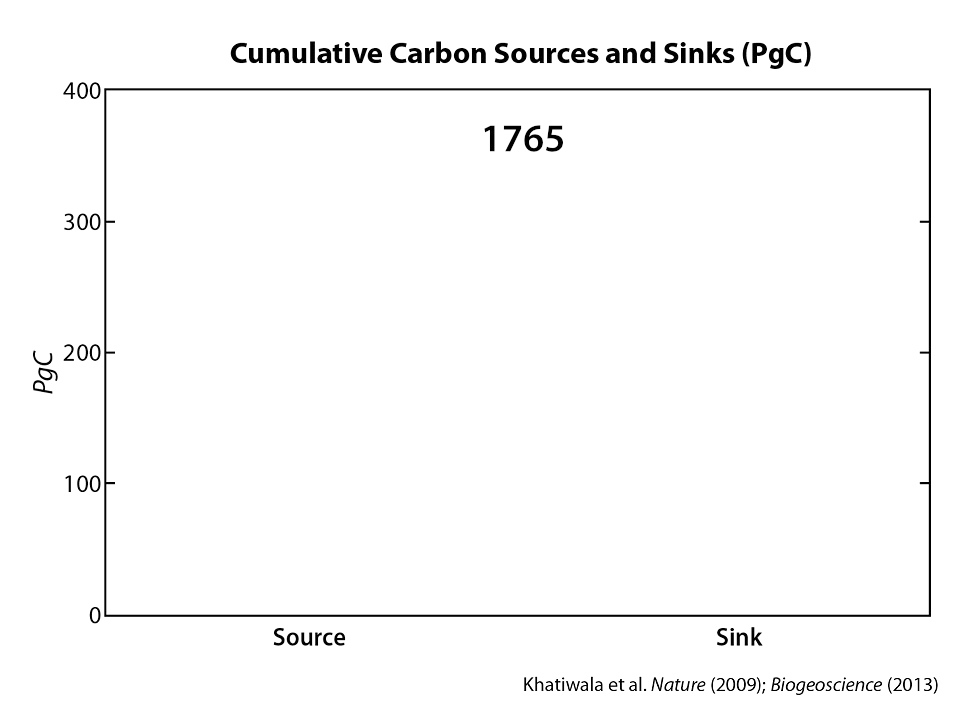 Cumulative Carbon Sources and Sinks (PgC)
400
1765
300
200
PgC
100
0
Source Sink
Khatiwala et al. Nature (2009); Biogeoscience (2013)